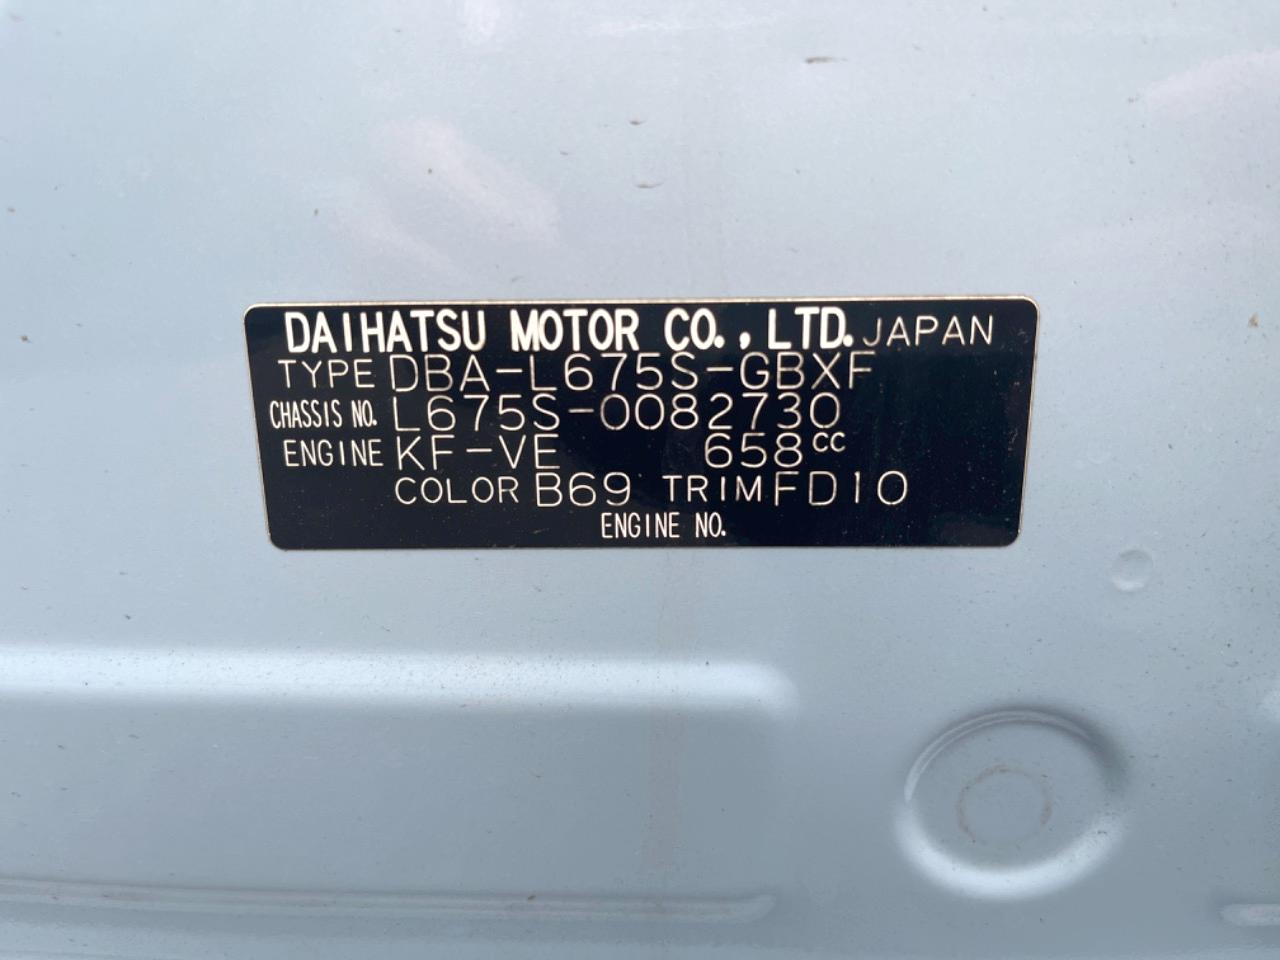 DAIHATSU MOTOR CO., LTD. JAPAN
TYPE DBA-L675S-GBXF
CHASSIS NO. L675S-0082730
ENGINE KF-VE 658cc
COLOR B69 TRIM FD10
ENGINE NO.